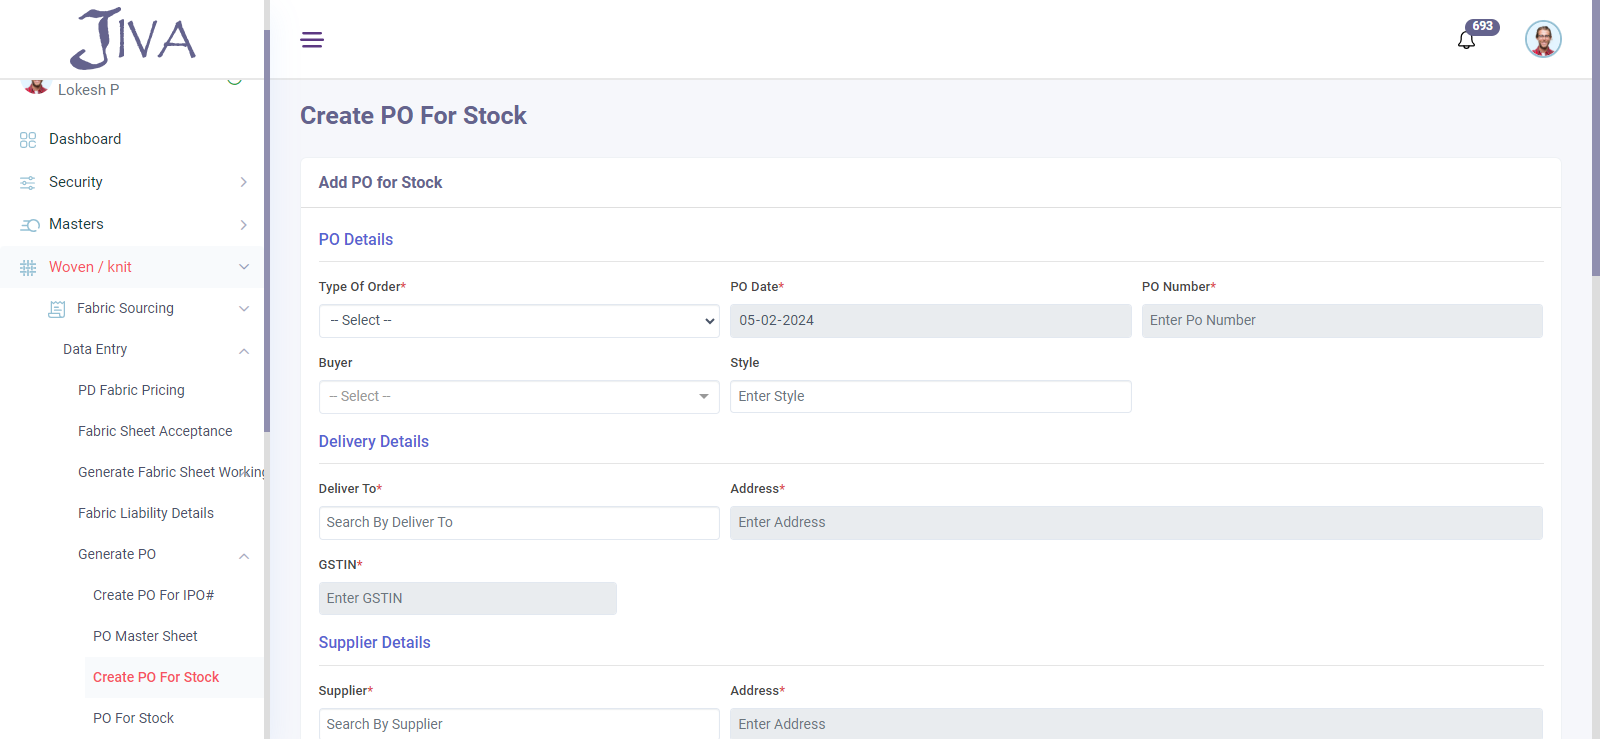 JIVA
693
Lokesh P
Dashboard
Security
Masters
Woven / knit
Fabric Sourcing
Data Entry
PD Fabric Pricing
Fabric Sheet Acceptance
Generate Fabric Sheet Working
Fabric Liability Details
Generate PO
Create PO For IPO#
PO Master Sheet
Create PO For Stock
PO For Stock
Create PO For Stock
Add PO for Stock
PO Details
Type Of Order* PO Date* PO Number*
-- Select -- 05-02-2024 Enter Po Number
Buyer Style
-- Select -- Enter Style
Delivery Details
Deliver To* Address*
Search By Deliver To Enter Address
GSTIN*
Enter GSTIN
Supplier Details
Supplier* Address*
Search By Supplier Enter Address